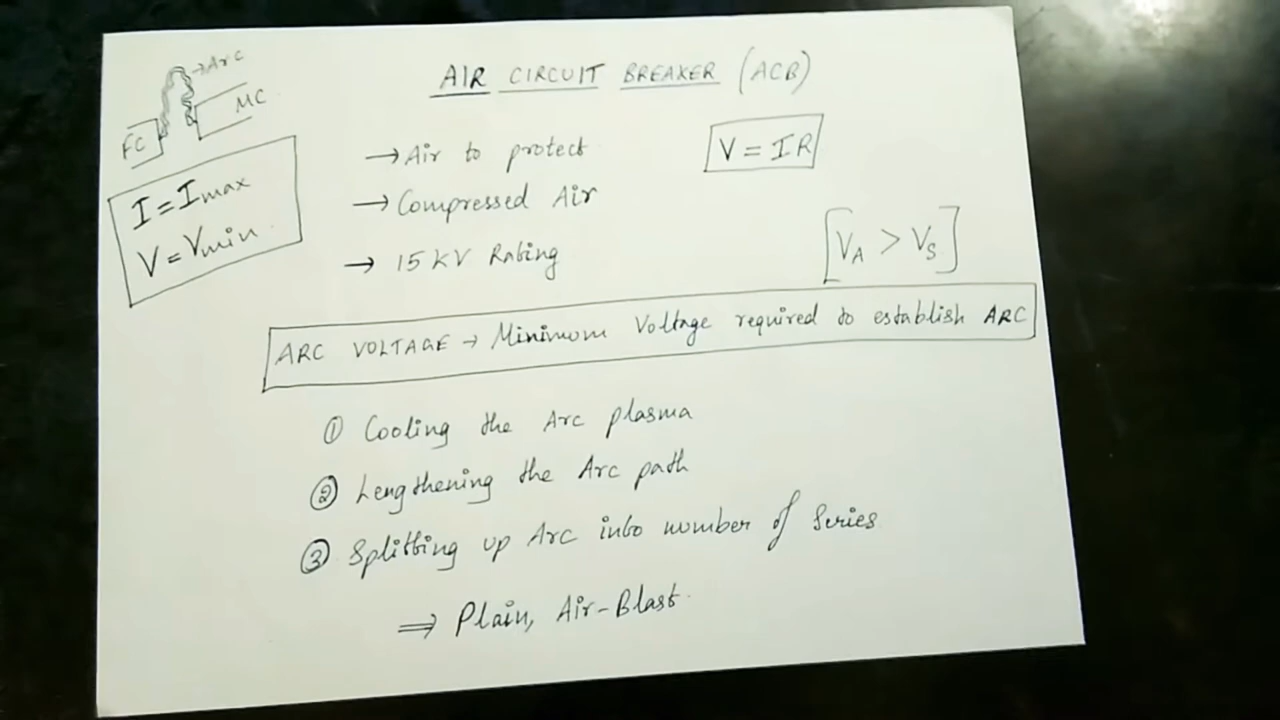 AIR CIRCUIT BREAKER (ACB)
→Arc
MC
FC
I = Imax
V = Vmin
→ Air to protect
→ Compressed Air
→ 15 kV Rating
V = IR
[VA > VS]
ARC VOLTAGE → Minimum Voltage required to establish ARC
① Cooling the Arc plasma
② Lengthening the Arc path
③ Splitting up Arc into number of Series
⇒ Plain, Air-Blast